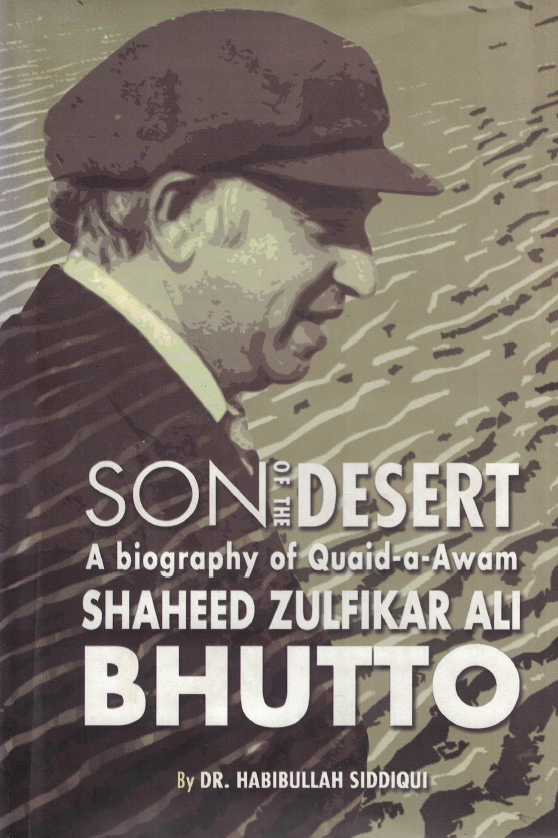 SON OF THE DESERT
A biography of Quaid-a-Awam
SHAHEED ZULFIKAR ALI
BHUTTO
By DR. HABIBULLAH SIDDIQUI